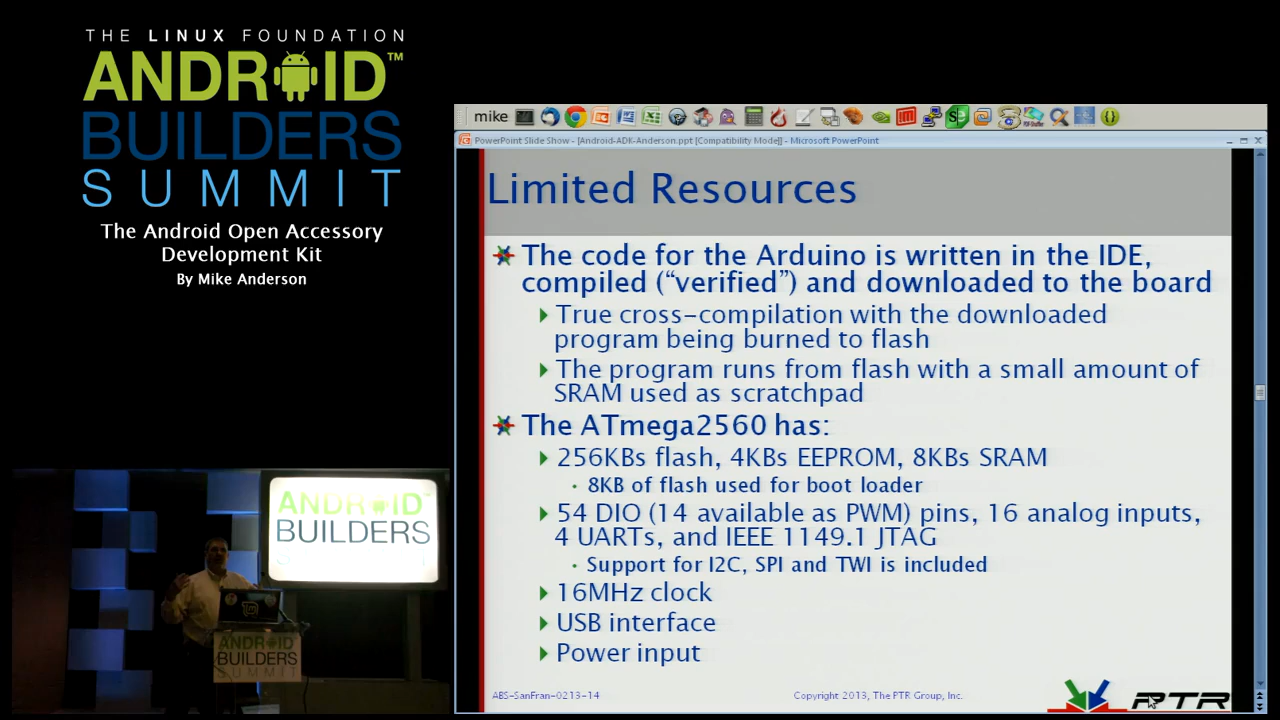 THE LINUX FOUNDATION
ANDROID™
BUILDERS
SUMMIT
The Android Open Accessory
Development Kit
By Mike Anderson
mike
PowerPoint Slide Show - [Android-ADK-Anderson.ppt [Compatibility Mode]] - Microsoft PowerPoint
Limited Resources
The code for the Arduino is written in the IDE,
compiled (“verified”) and downloaded to the board
True cross-compilation with the downloaded
program being burned to flash
The program runs from flash with a small amount of
SRAM used as scratchpad
The ATmega2560 has:
256KBs flash, 4KBs EEPROM, 8KBs SRAM
8KB of flash used for boot loader
54 DIO (14 available as PWM) pins, 16 analog inputs,
4 UARTs, and IEEE 1149.1 JTAG
Support for I2C, SPI and TWI is included
16MHz clock
USB interface
Power input
ABS-SanFran-0213-14
Copyright 2013, The PTR Group, Inc.
PTR
ANDROID
BUILDERS
ANDROID
BUILDERS
SUMMIT